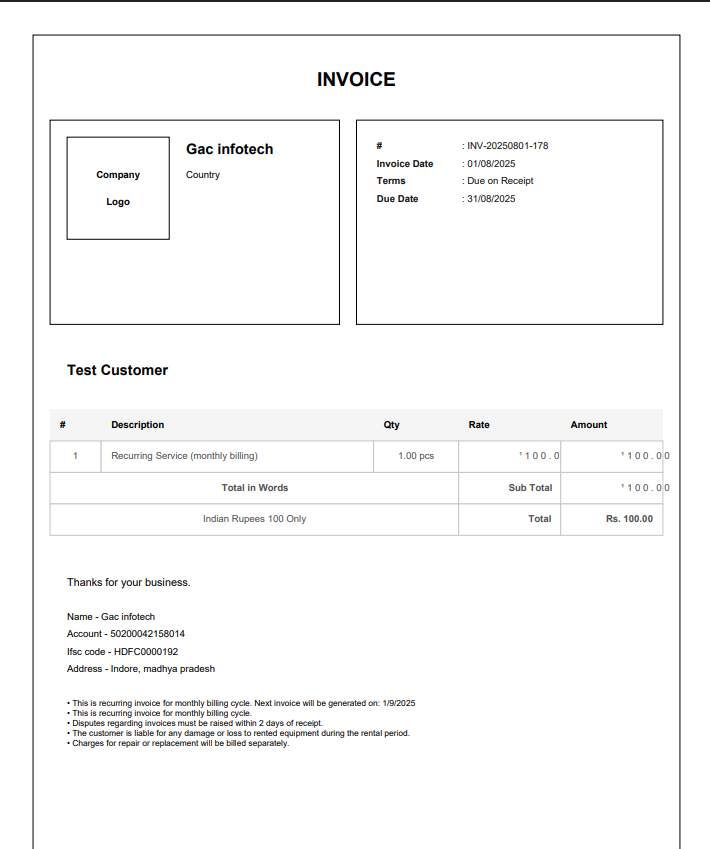 INVOICE
Company
Logo
Gac infotech
Country
# : INV-20250801-178
Invoice Date : 01/08/2025
Terms : Due on Receipt
Due Date : 31/08/2025
Test Customer
# Description Qty Rate Amount
1 Recurring Service (monthly billing) 1.00 pcs ¹100.0 ¹100.00
Total in Words Sub Total ¹100.00
Indian Rupees 100 Only Total Rs. 100.00
Thanks for your business.
Name - Gac infotech
Account - 50200042158014
Ifsc code - HDFC0000192
Address - Indore, madhya pradesh
• This is recurring invoice for monthly billing cycle. Next invoice will be generated on: 1/9/2025
• This is recurring invoice for monthly billing cycle.
• Disputes regarding invoices must be raised within 2 days of receipt.
• The customer is liable for any damage or loss to rented equipment during the rental period.
• Charges for repair or replacement will be billed separately.